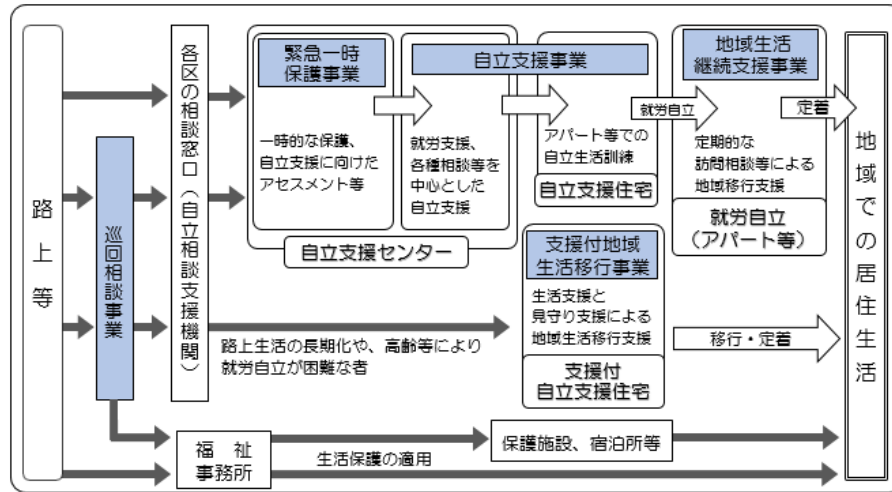 路上等
巡回相談事業
各区の相談窓口（自立相談支援機関）
緊急一時
保護事業
一時的な保護、
自立支援に向けた
アセスメント等
自立支援事業
就労支援、
各種相談等を
中心とした
自立支援
自立支援センター
アパート等での
自立生活訓練
自立支援住宅
就労自立
地域生活
継続支援事業
定期的な
訪問相談等による
地域移行支援
就労自立
（アパート等）
定着
地域での居住生活
路上生活の長期化や、高齢等により
就労自立が困難な者
支援付地域
生活移行事業
生活支援と
見守り支援による
地域生活移行支援
支援付
自立支援住宅
移行・定着
福　祉
事務所
生活保護の適用
保護施設、宿泊所等